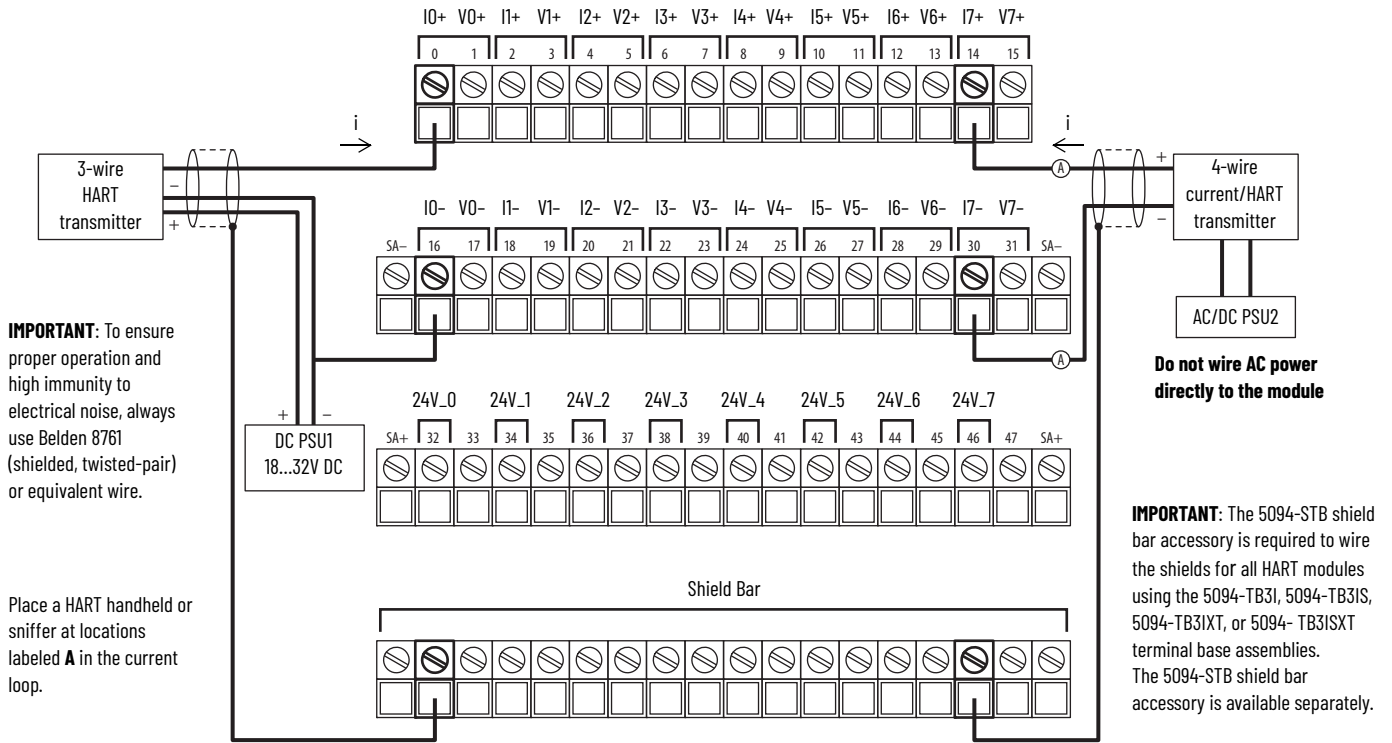 I0+ V0+ I1+ V1+ I2+ V2+ I3+ V3+ I4+ V4+ I5+ V5+ I6+ V6+ I7+ V7+
0 1 2 3 4 5 6 7 8 9 10 11 12 13 14 15
i
i
3-wire
HART
transmitter
−
+
A
+
−
4-wire
current/HART
transmitter
I0- V0- I1- V1- I2- V2- I3- V3- I4- V4- I5- V5- I6- V6- I7- V7-
SA− 16 17 18 19 20 21 22 23 24 25 26 27 28 29 30 31 SA−
A
AC/DC PSU2
Do not wire AC power
directly to the module
IMPORTANT: To ensure
proper operation and
high immunity to
electrical noise, always
use Belden 8761
(shielded, twisted-pair)
or equivalent wire.
+ −
DC PSU1
18...32V DC
24V_0 24V_1 24V_2 24V_3 24V_4 24V_5 24V_6 24V_7
SA+ 32 33 34 35 36 37 38 39 40 41 42 43 44 45 46 47 SA+
Place a HART handheld or
sniffer at locations
labeled A in the current
loop.
Shield Bar
IMPORTANT: The 5094-STB shield
bar accessory is required to wire
the shields for all HART modules
using the 5094-TB3I, 5094-TB3IS,
5094-TB3IXT, or 5094- TB3ISXT
terminal base assemblies.
The 5094-STB shield bar
accessory is available separately.